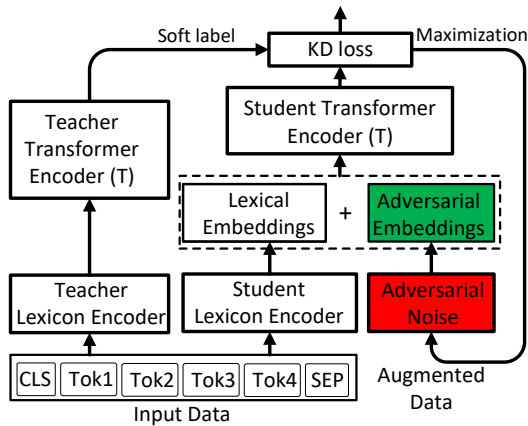 Soft label
KD loss
Maximization
Teacher
Transformer
Encoder (T)
Student Transformer
Encoder (T)
Lexical
Embeddings
+
Adversarial
Embeddings
Teacher
Lexicon Encoder
Student
Lexicon Encoder
Adversarial
Noise
CLS Tok1 Tok2 Tok3 Tok4 SEP
Input Data
Augmented
Data